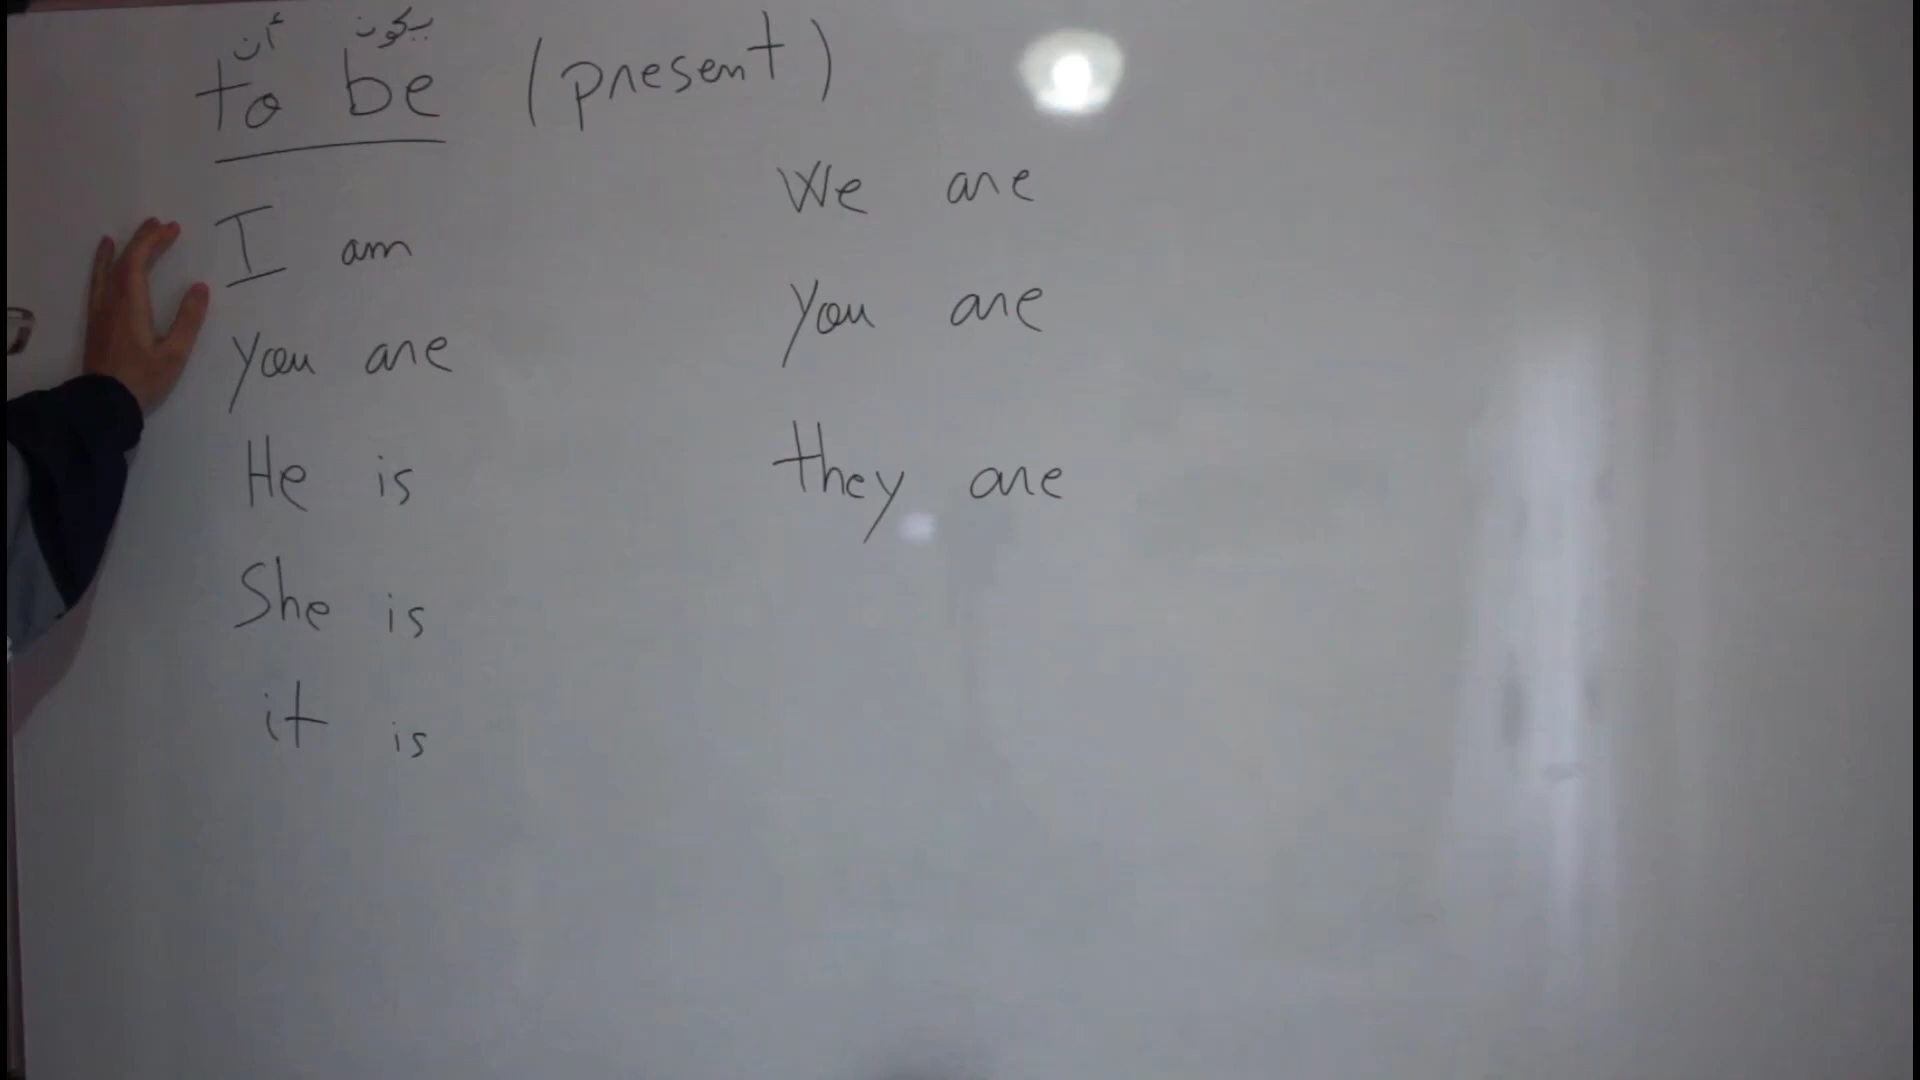 أن يكون
to be (present)
I am
you are
He is
She is
it is
We are
You are
they are